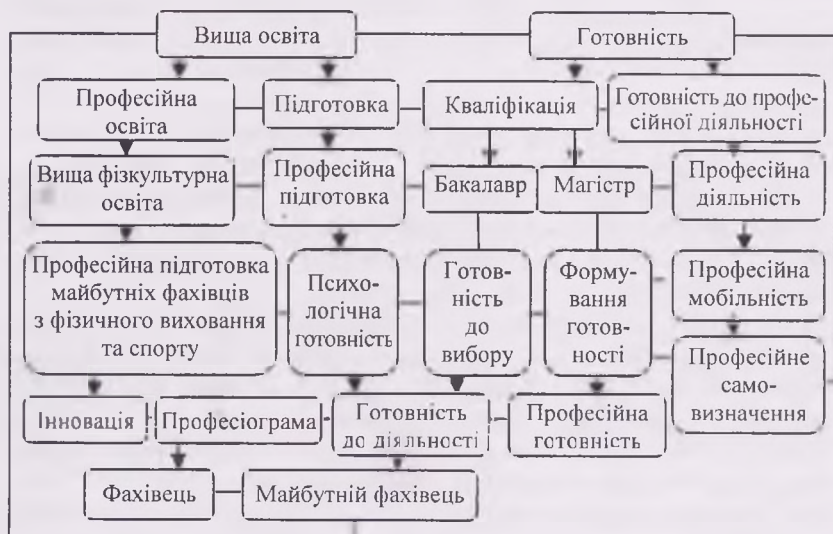 Вища освіта
Готовність
Професійна
освіта
Підготовка
Кваліфікація
Готовність до профе-
сійної діяльності
Вища фізкультурна
освіта
Професійна
підготовка
Бакалавр
Магістр
Професійна
діяльність
Професійна підготовка
майбутніх фахівців
з фізичного виховання
та спорту
Психо-
логічна
готовність
Готов-
ність
до
вибору
Форму-
вання
готов-
ності
Професійна
мобільність
Професійне
само-
визначення
Інновація
Професіограма
Готовність
до діяльності
Професійна
готовність
Фахівець
Майбутній фахівець